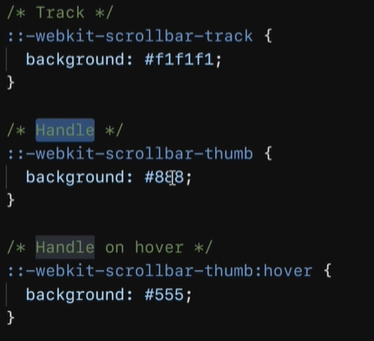 /* Track */
::-webkit-scrollbar-track {
  background: #f1f1f1;
}

/* Handle */
::-webkit-scrollbar-thumb {
  background: #888;
}

/* Handle on hover */
::-webkit-scrollbar-thumb:hover {
  background: #555;
}